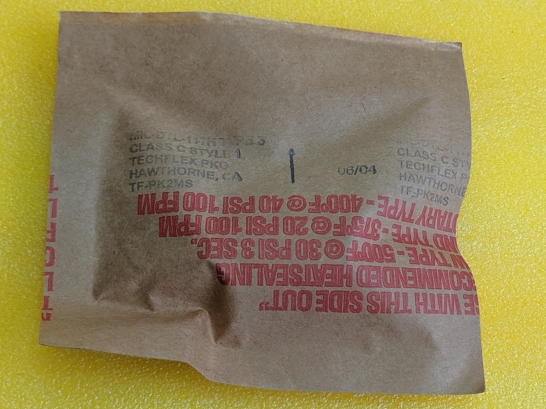 CLASS C STYLE 1
TECHFLEX PKG
HAWTHORNE, CA
TF-PK2MS
06/04
CLASS C STY
TECHFLEX P
HAWTHORNE
TF-PK2MS
CE WITH THIS SIDE OUT"
COMMENDED HEATSEALING
TYPE - 500°F @ 30 PSI 3 SEC.
ND TYPE - 375°F @ 20 PSI 100 FPM
TARY TYPE - 400°F @ 40 PSI 100 FPM